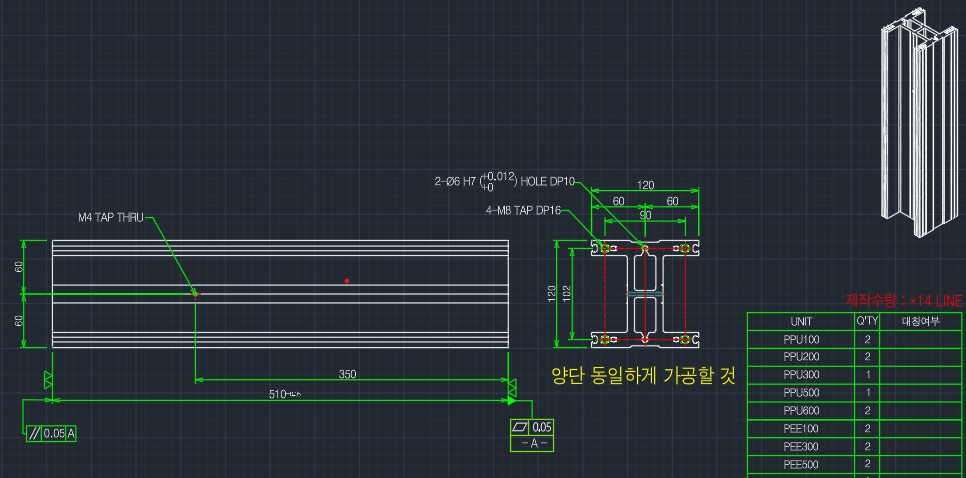 2-Ø6 H7 (+0.012 +0) HOLE DP10
4-M8 TAP DP16
M4 TAP THRU
120
60 60
90
60
60
120
102
350
510
// 0.05 A
⏥ 0.05
- A -
양단 동일하게 가공할 것
제작수량 : *14 LINE
UNIT Q'TY 대칭여부
PPU100 2
PPU200 2
PPU300 1
PPU500 1
PPU600 2
PEE100 2
PEE300 2
PEE500 2